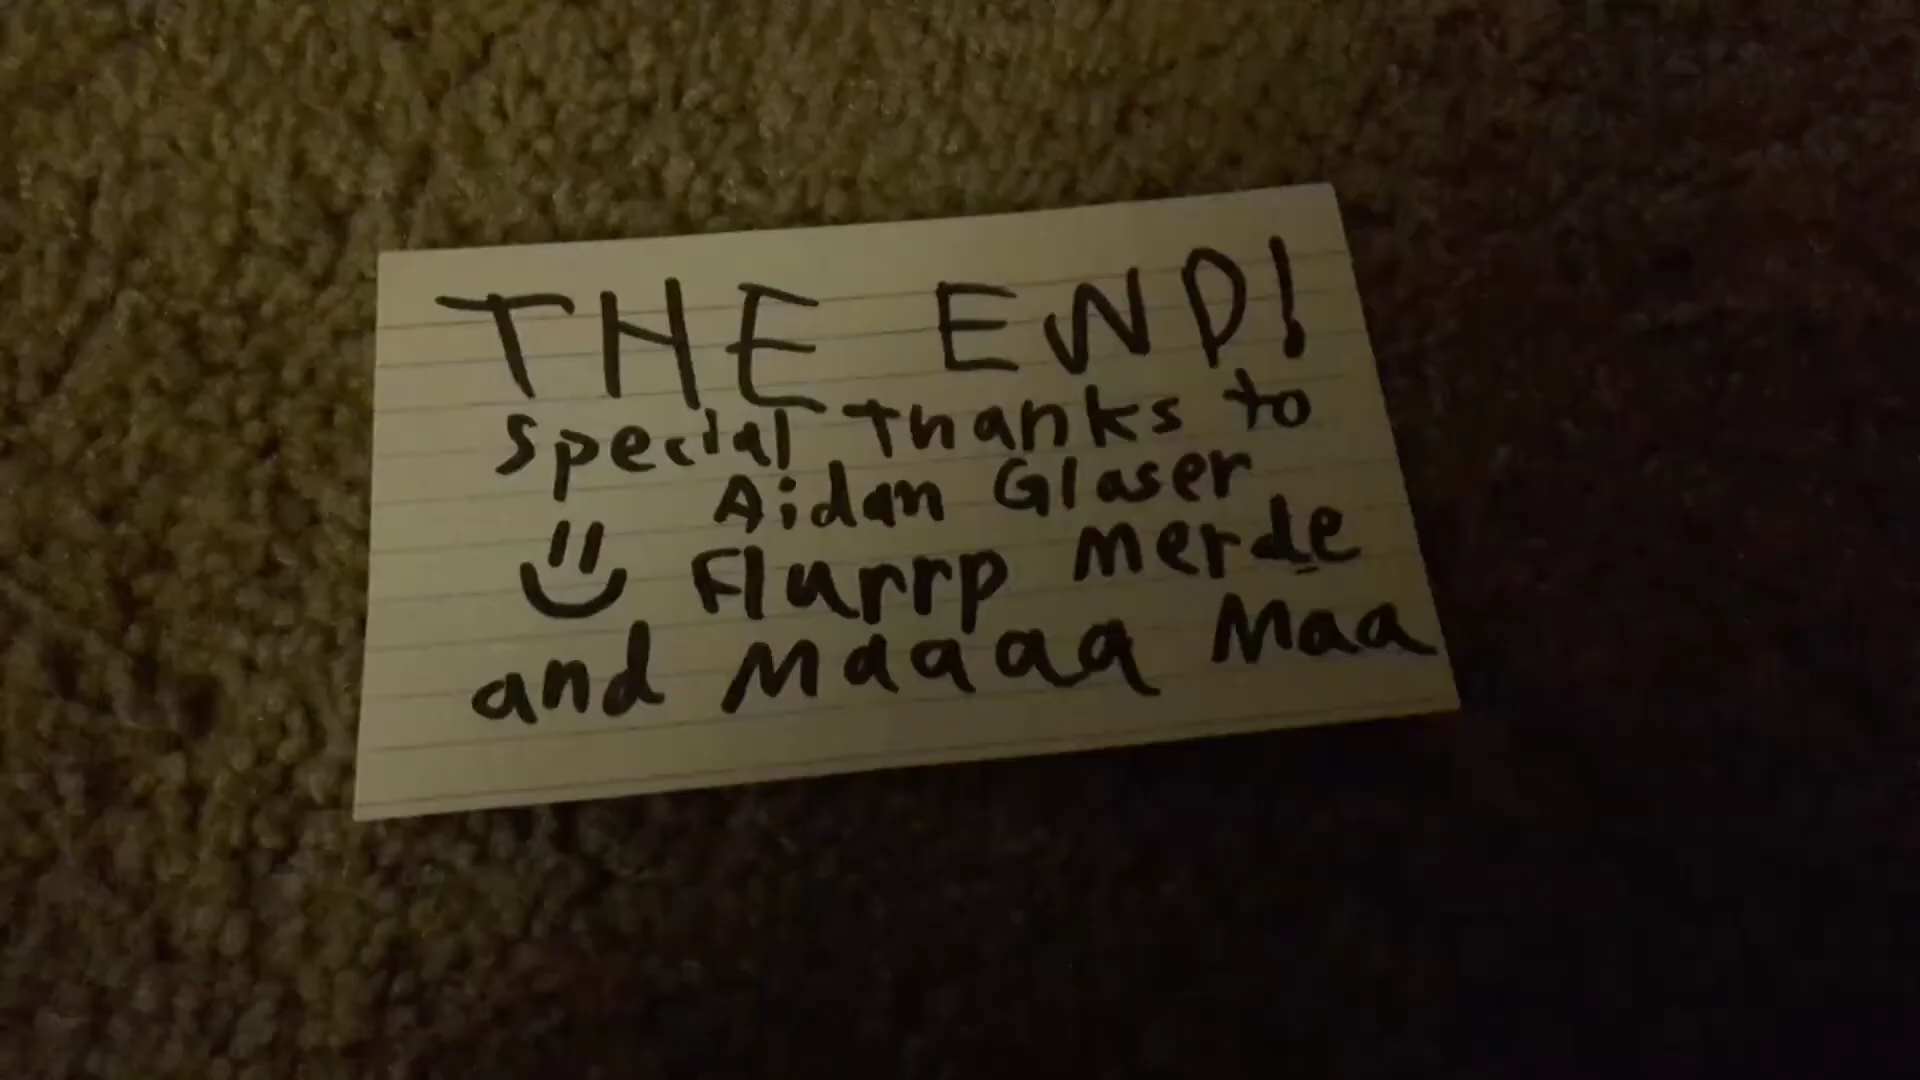 THE END!
special Thanks to
Aidan Glaser
Flurrp merde
and Maaaa Maa